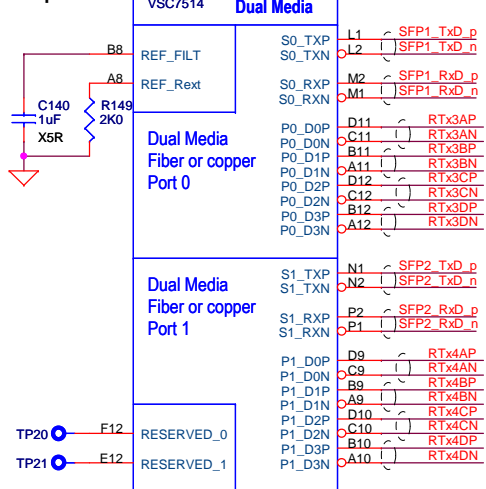 VSC7514
Dual Media
B8 REF_FILT
A8 REF_Rext
C140
1uF
X5R
R149
2K0
S0_TXP L1 SFP1_TxD_p
S0_TXN L2 SFP1_TxD_n
S0_RXP M2 SFP1_RxD_p
S0_RXN M1 SFP1_RxD_n
Dual Media
Fiber or copper
Port 0
P0_D0P D11 RTx3AP
P0_D0N C11 RTx3AN
P0_D1P B11 RTx3BP
P0_D1N A11 RTx3BN
P0_D2P D12 RTx3CP
P0_D2N C12 RTx3CN
P0_D3P B12 RTx3DP
P0_D3N A12 RTx3DN
Dual Media
Fiber or copper
Port 1
S1_TXP N1 SFP2_TxD_p
S1_TXN N2 SFP2_TxD_n
S1_RXP P2 SFP2_RxD_p
S1_RXN P1 SFP2_RxD_n
P1_D0P D9 RTx4AP
P1_D0N C9 RTx4AN
P1_D1P B9 RTx4BP
P1_D1N A9 RTx4BN
P1_D2P D10 RTx4CP
P1_D2N C10 RTx4CN
P1_D3P B10 RTx4DP
P1_D3N A10 RTx4DN
TP20 F12 RESERVED_0
TP21 E12 RESERVED_1